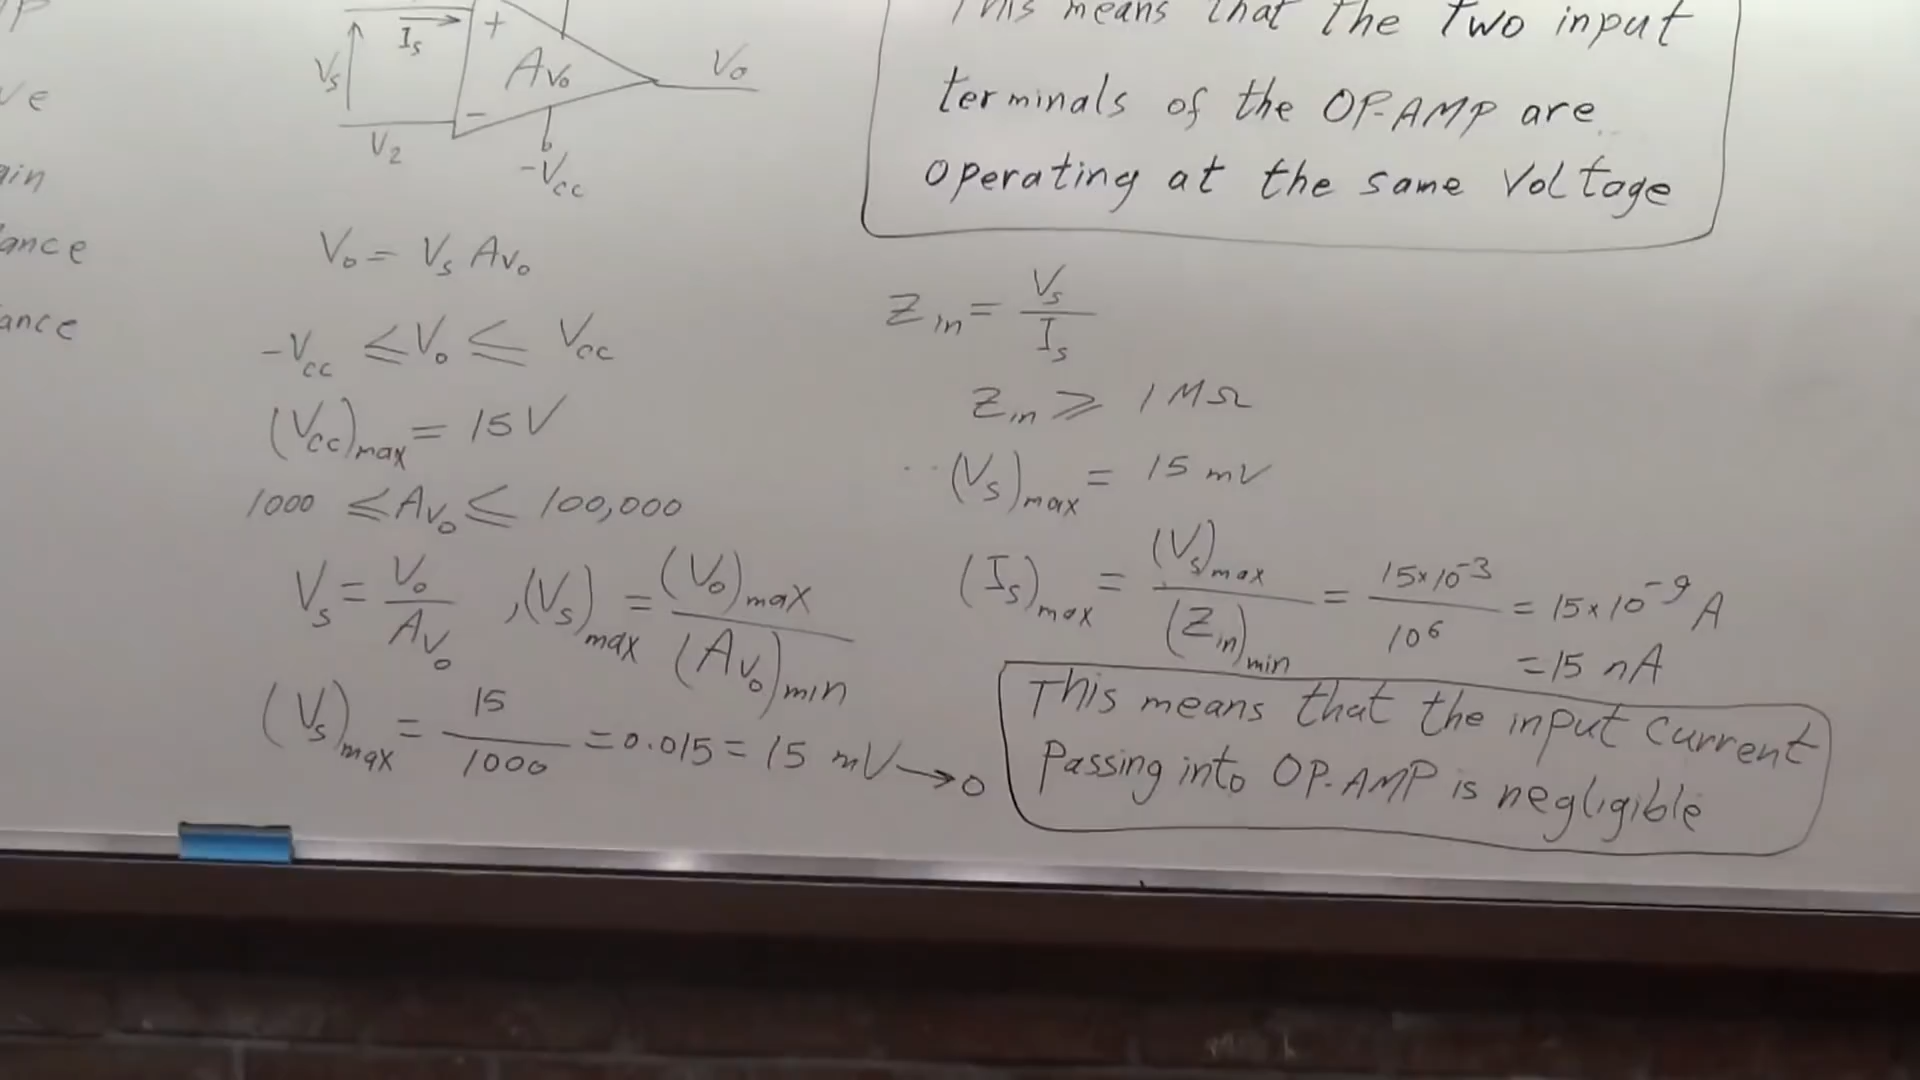 ve
ain
ance
ance
Is
+
Vs
Avo
Vo
-
V2
-Vcc
Vo = Vs Avo
-Vcc ≤ Vo ≤ Vcc
(Vcc)max = 15 V
1000 ≤ Avo ≤ 100,000
Vs = Vo / Avo , (Vs)max = (Vo)max / (Avo)min
(Vs)max = 15 / 1000 = 0.015 = 15 mV → 0
This means that the two input
terminals of the OP-AMP are
operating at the same voltage
Zin = Vs / Is
Zin ≥ 1 MΩ
(Vs)max = 15 mV
(Is)max = (Vs)max / (Zin)min = 15×10^-3 / 10^6 = 15×10^-9 A
= 15 nA
This means that the input current
Passing into OP-AMP is negligible